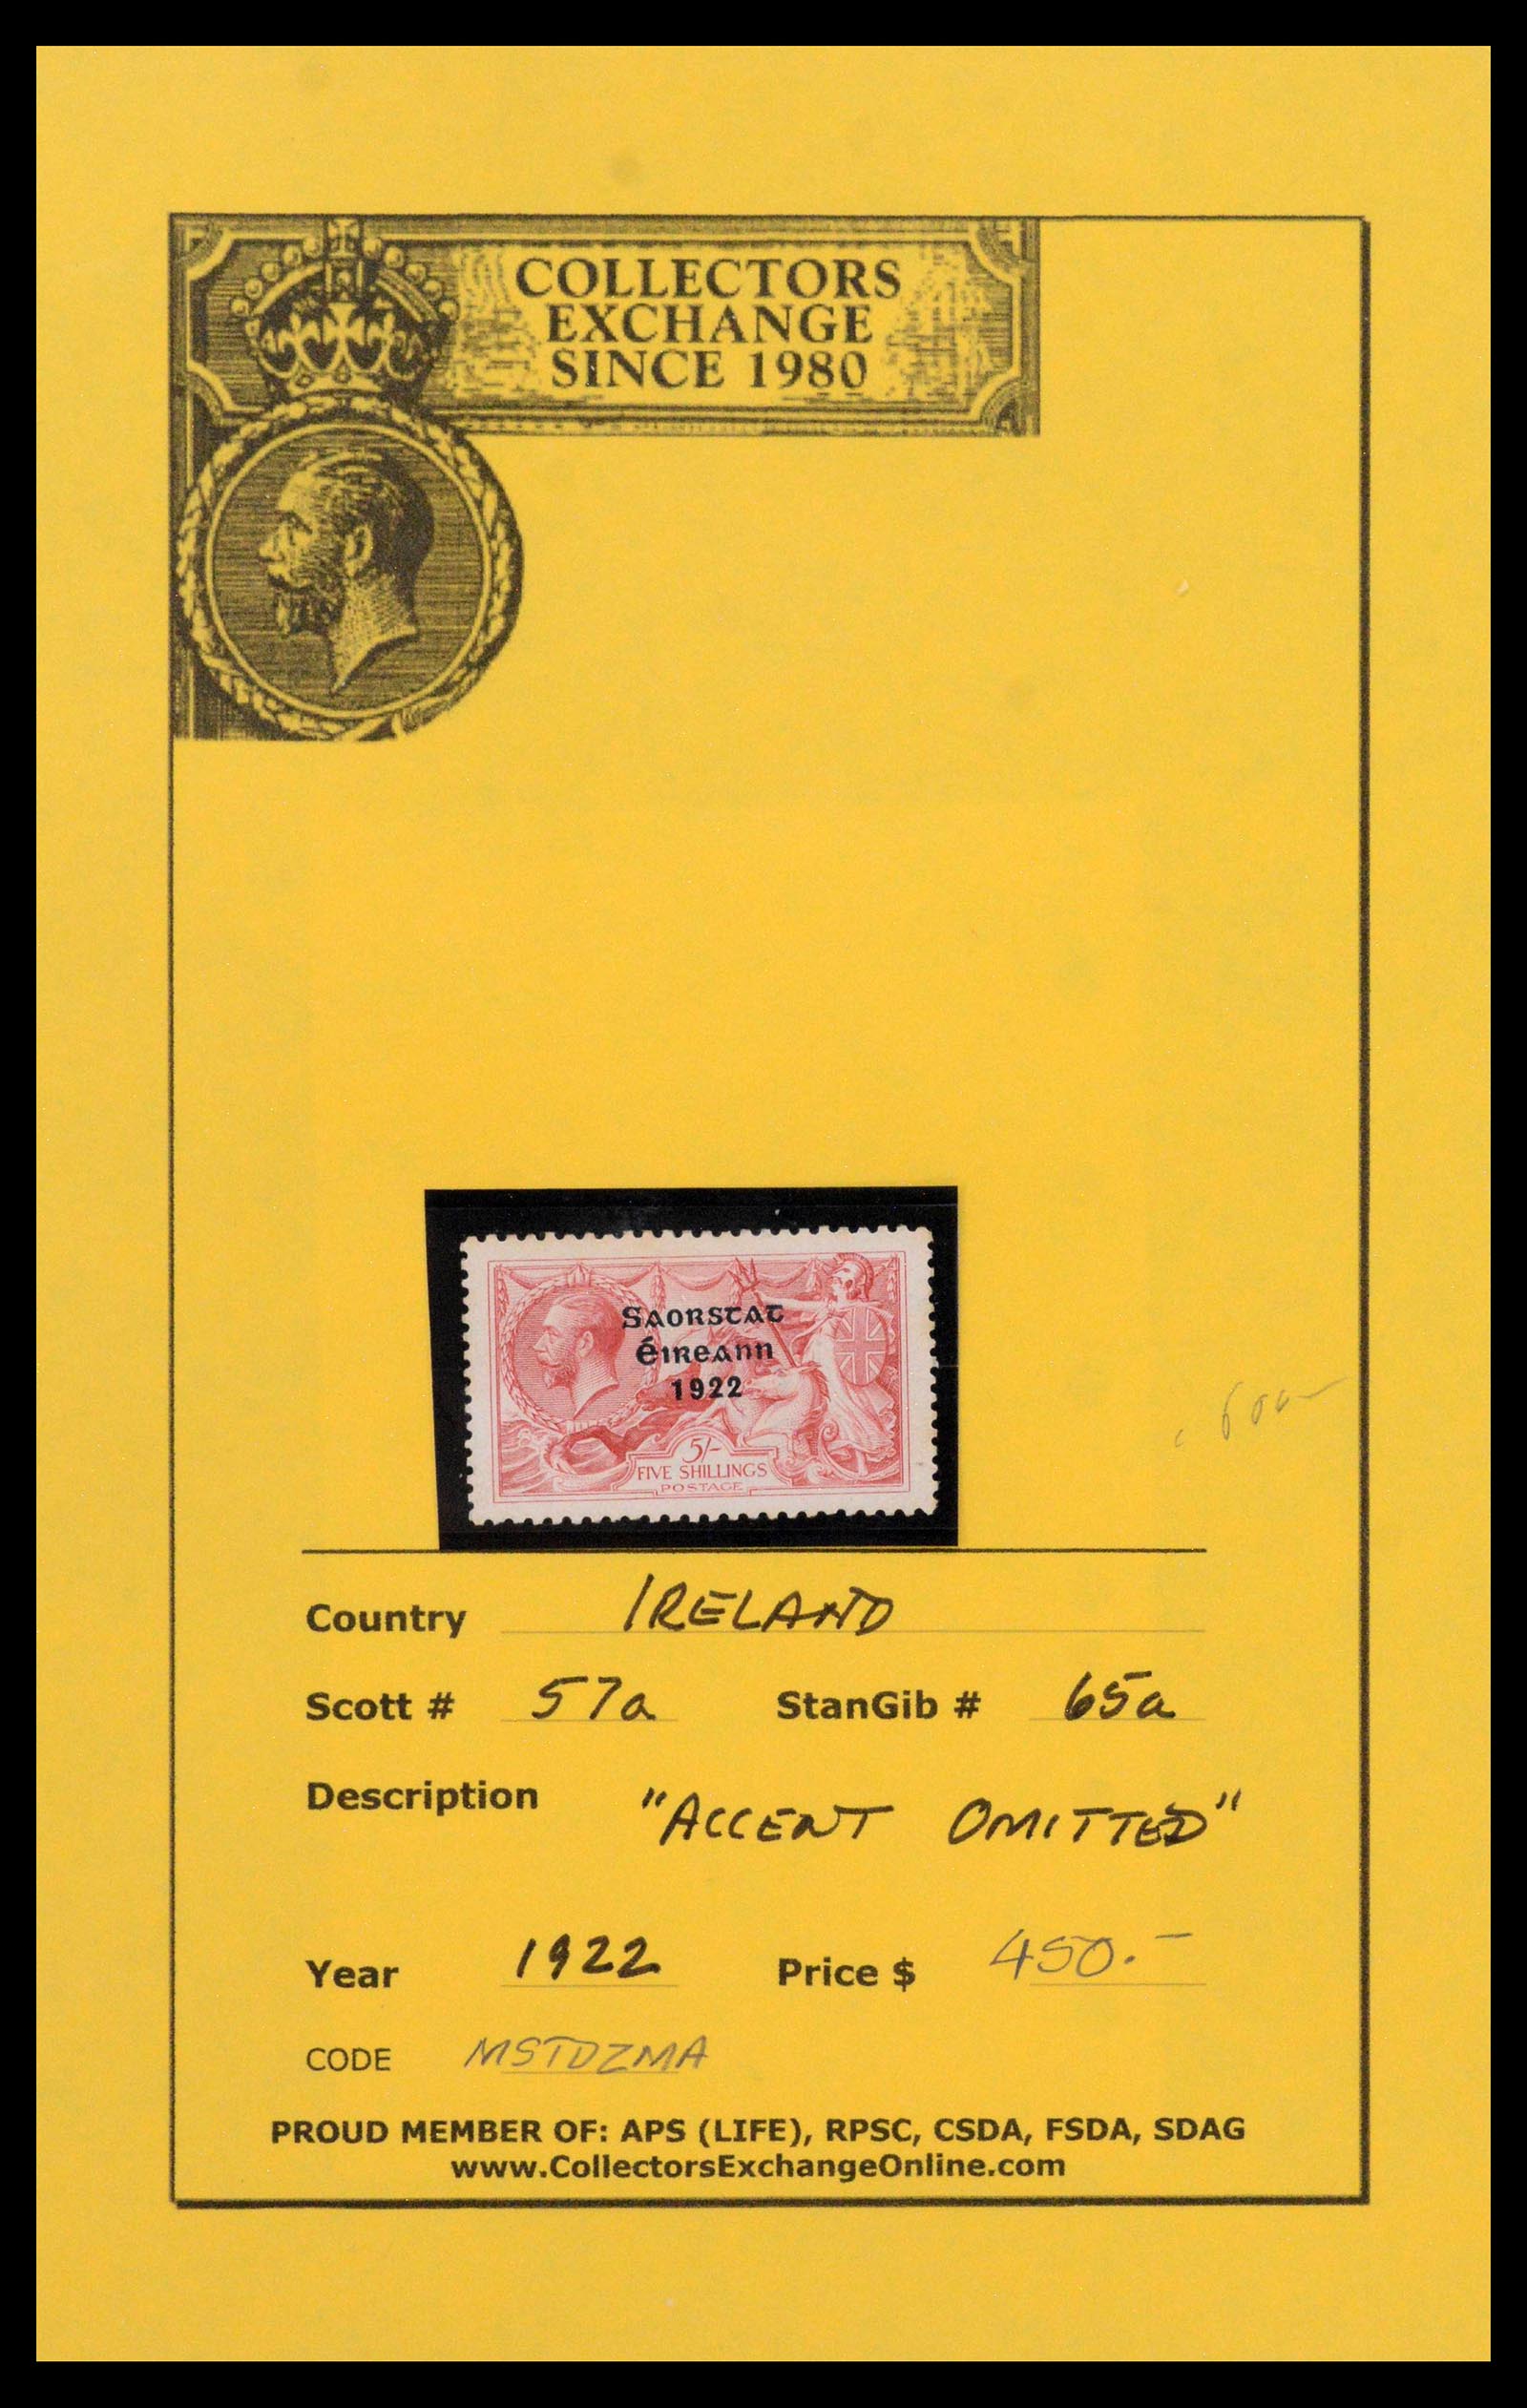 COLLECTORS
EXCHANGE
SINCE 1980
SAORSTAT
ÉIREANN
1922
5/-
FIVE SHILLINGS
POSTAGE
Country IRELAND
Scott # 57a StanGib # 65a
Description "ACCENT OMITTED"
Year 1922 Price $ 450.-
CODE MSTDZMA
PROUD MEMBER OF: APS (LIFE), RPSC, CSDA, FSDA, SDAG
www.CollectorsExchangeOnline.com